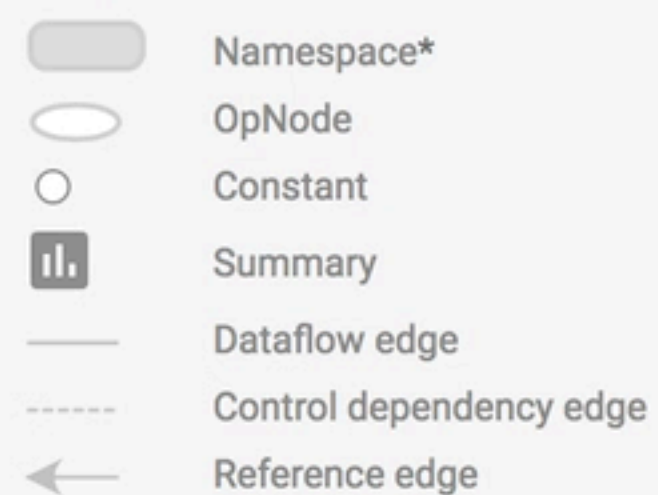 Namespace*
OpNode
Constant
Summary
Dataflow edge
Control dependency edge
Reference edge